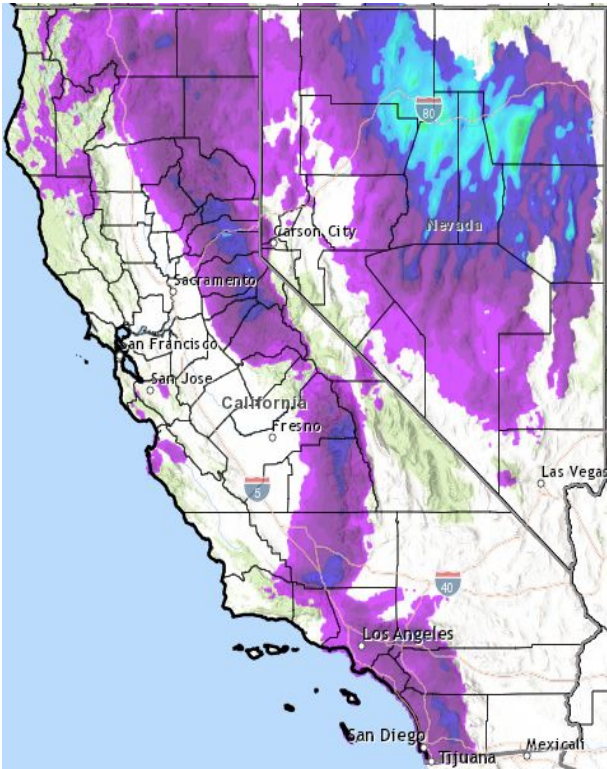 80
Nevada
Carson City
Sacramento
San Francisco
San Jose
California
Fresno
Las Vegas
5
40
Los Angeles
San Diego
Tijuana
Mexicali